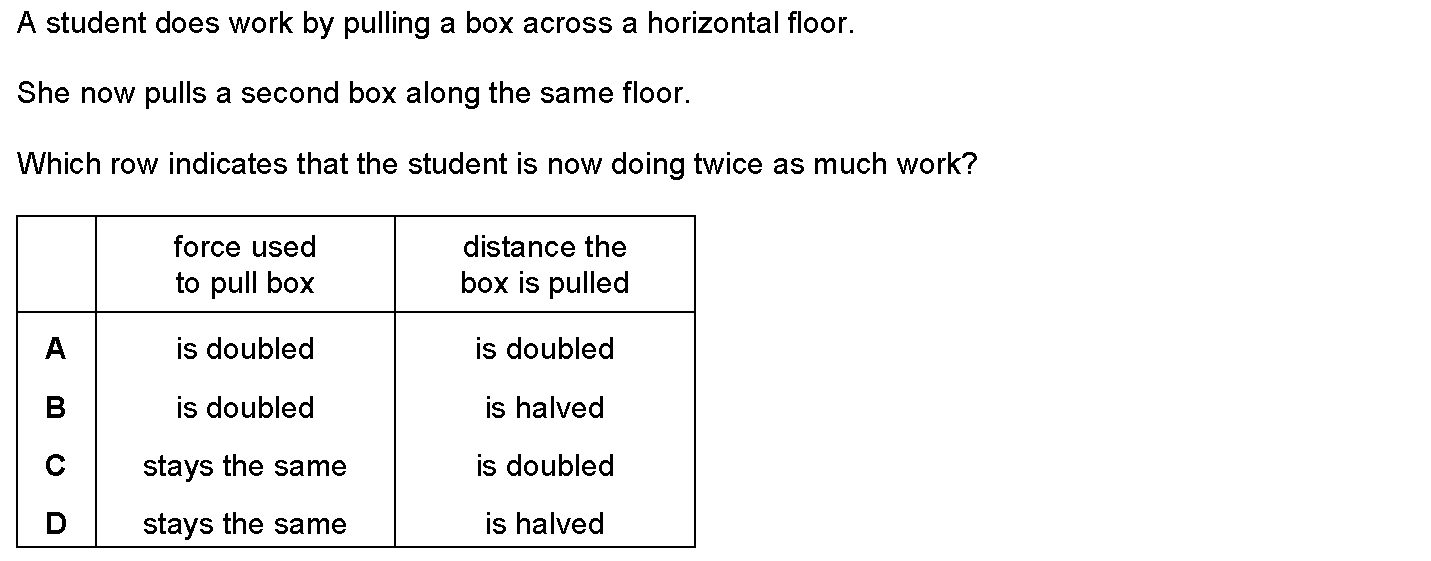 A student does work by pulling a box across a horizontal floor.
She now pulls a second box along the same floor.
Which row indicates that the student is now doing twice as much work?
force used to pull box distance the box is pulled
A is doubled is doubled
B is doubled is halved
C stays the same is doubled
D stays the same is halved